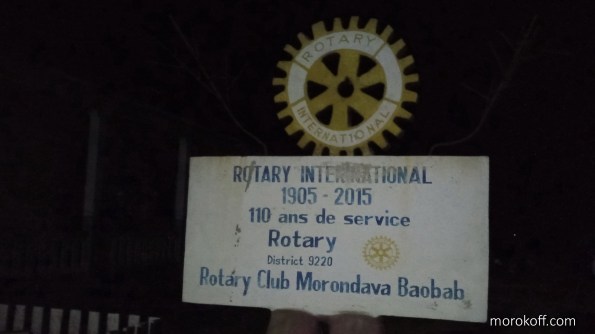 ROTARY
INTERNATIONAL
ROTARY INTERNATIONAL
1905 - 2015
110 ans de service
Rotary
District 9220
Rotary Club Morondava Baobab
morokoff.com